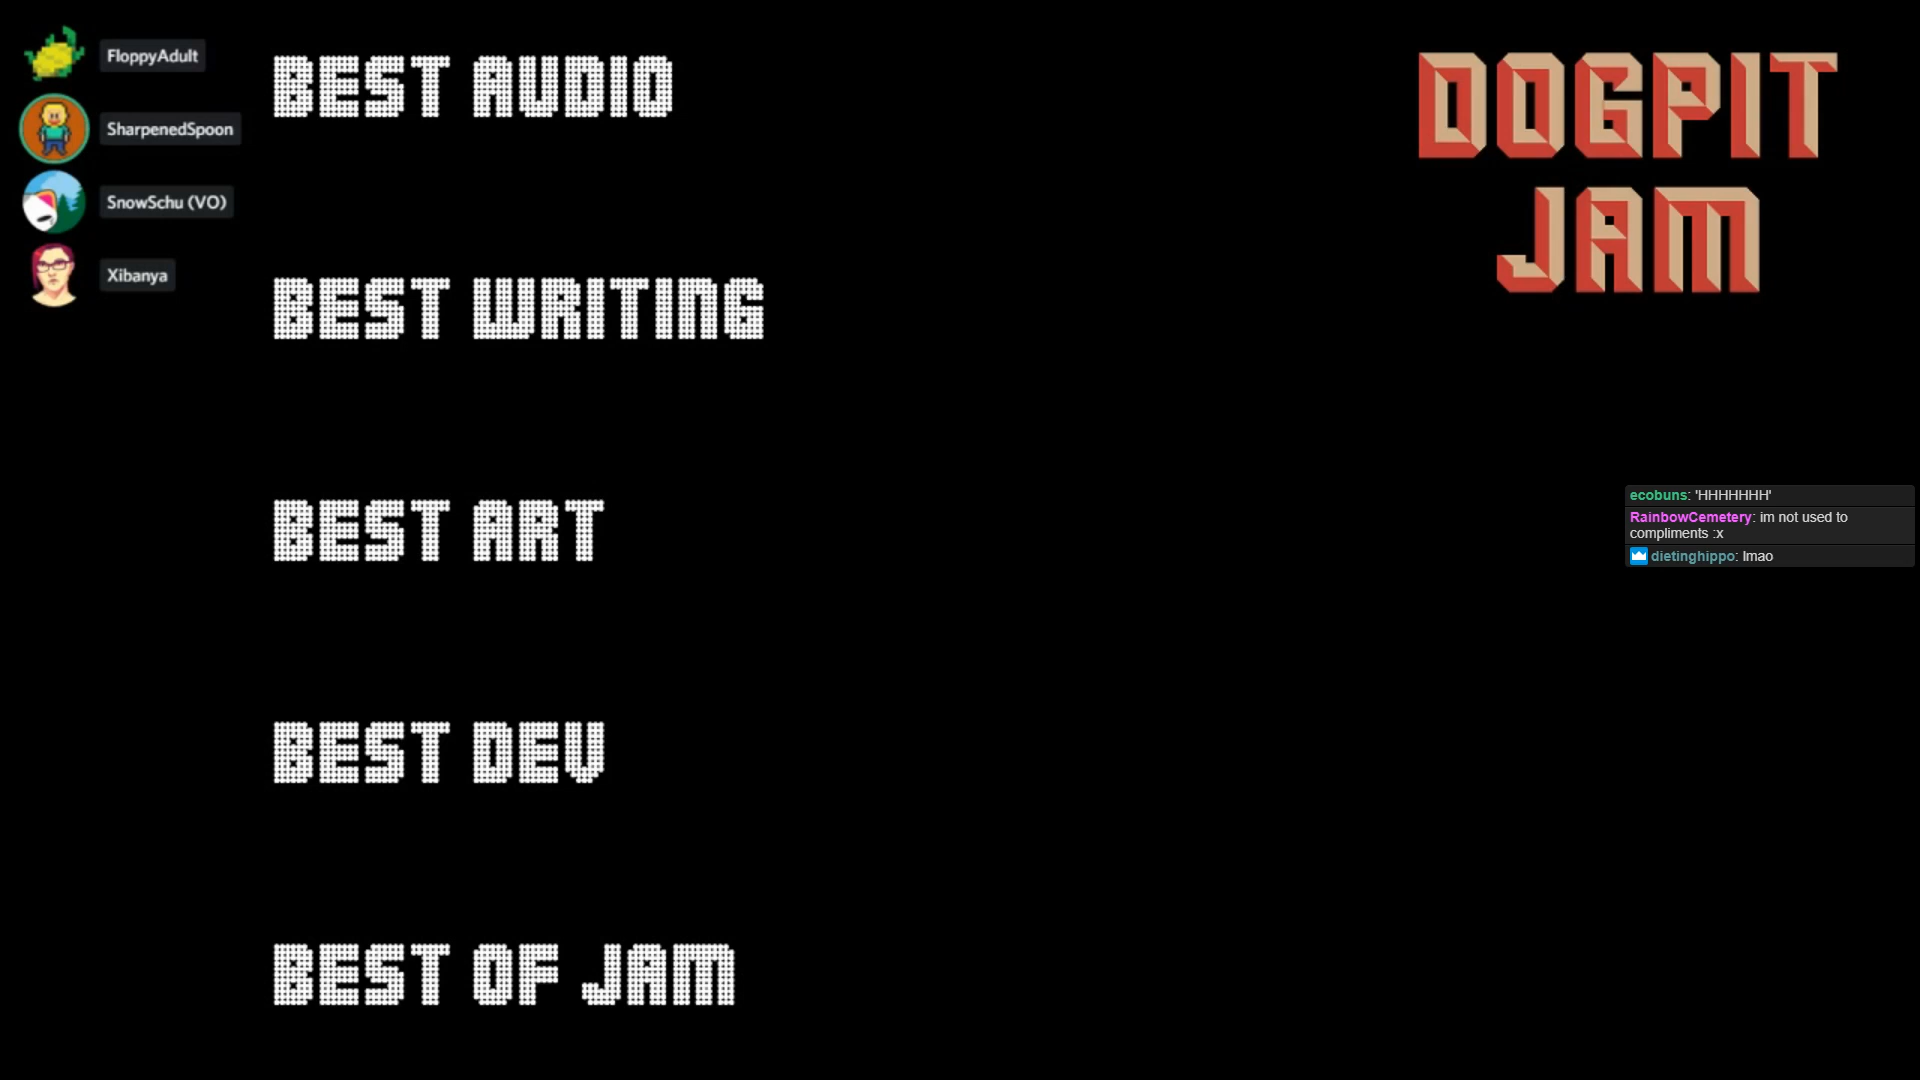 FloppyAdult
SharpenedSpoon
SnowSchu (VO)
Xibanya
BEST AUDIO
BEST WRITING
BEST ART
BEST DEV
BEST OF JAM
DOGPIT
JAM
ecobuns: 'HHHHHHH'
RainbowCemetery: im not used to
compliments :x
dietinghippo: lmao